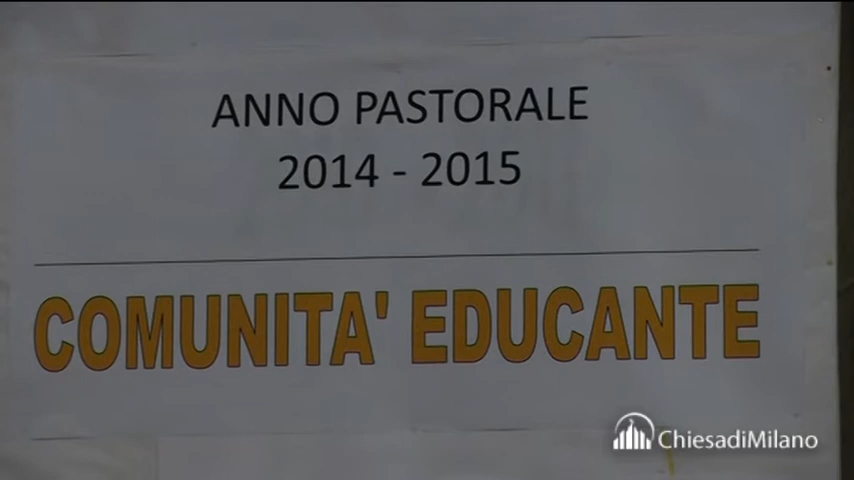 ANNO PASTORALE
2014 - 2015
COMUNITA' EDUCANTE
ChiesadiMilano